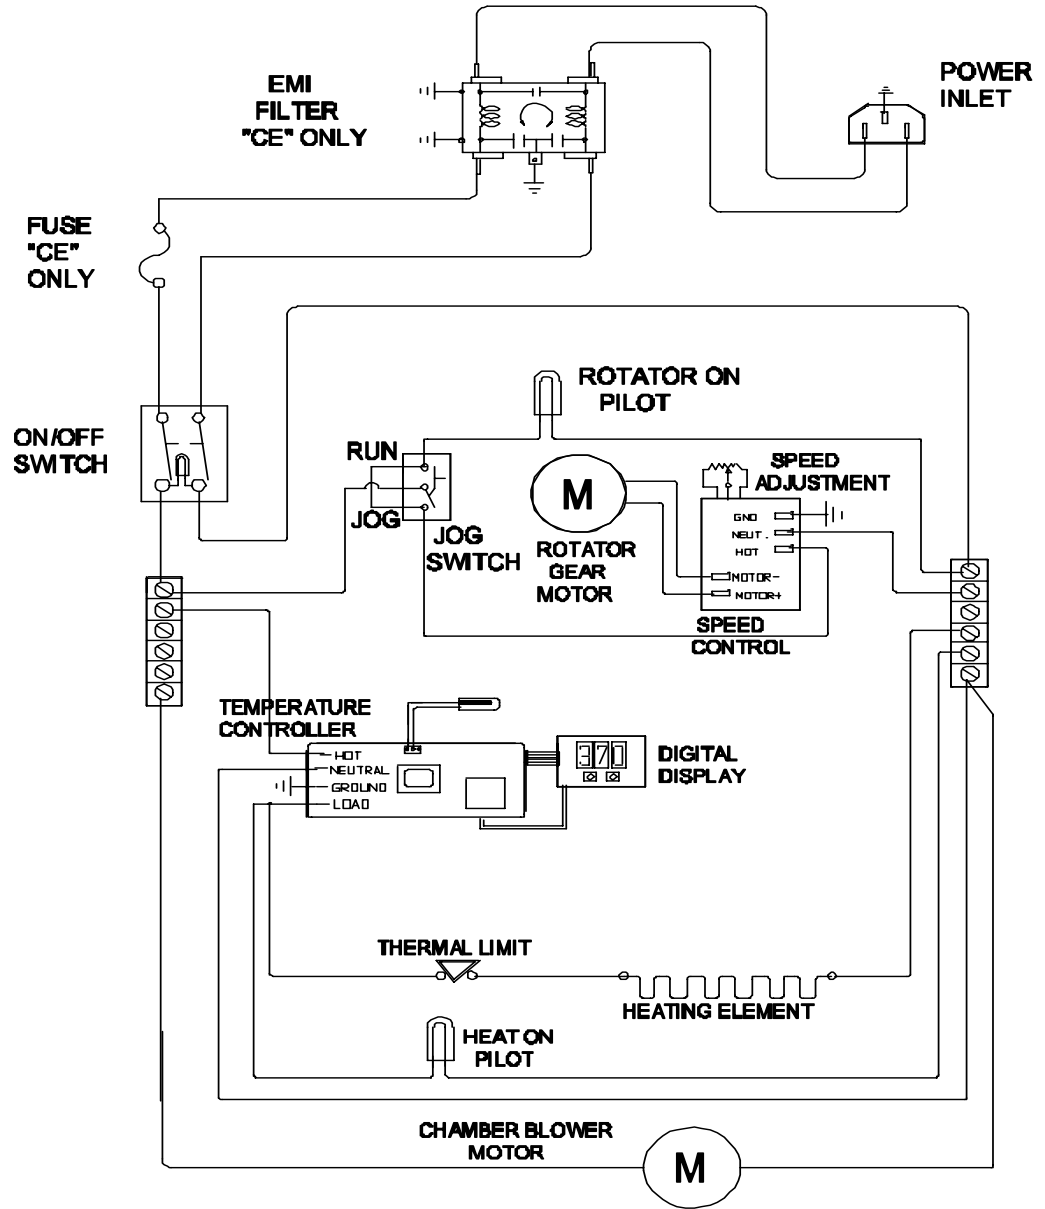 EMI
FILTER
"CE" ONLY
POWER
INLET
FUSE
"CE"
ONLY
ROTATOR ON
PILOT
ON/OFF
SWITCH
RUN
JOG
JOG
SWITCH
M
ROTATOR
GEAR
MOTOR
SPEED
ADJUSTMENT
GND
NEUT.
HOT
MOTOR-
MOTOR+
SPEED
CONTROL
TEMPERATURE
CONTROLLER
HOT
NEUTRAL
GROUND
LOAD
370
DIGITAL
DISPLAY
THERMAL LIMIT
HEATING ELEMENT
HEAT ON
PILOT
CHAMBER BLOWER
MOTOR
M